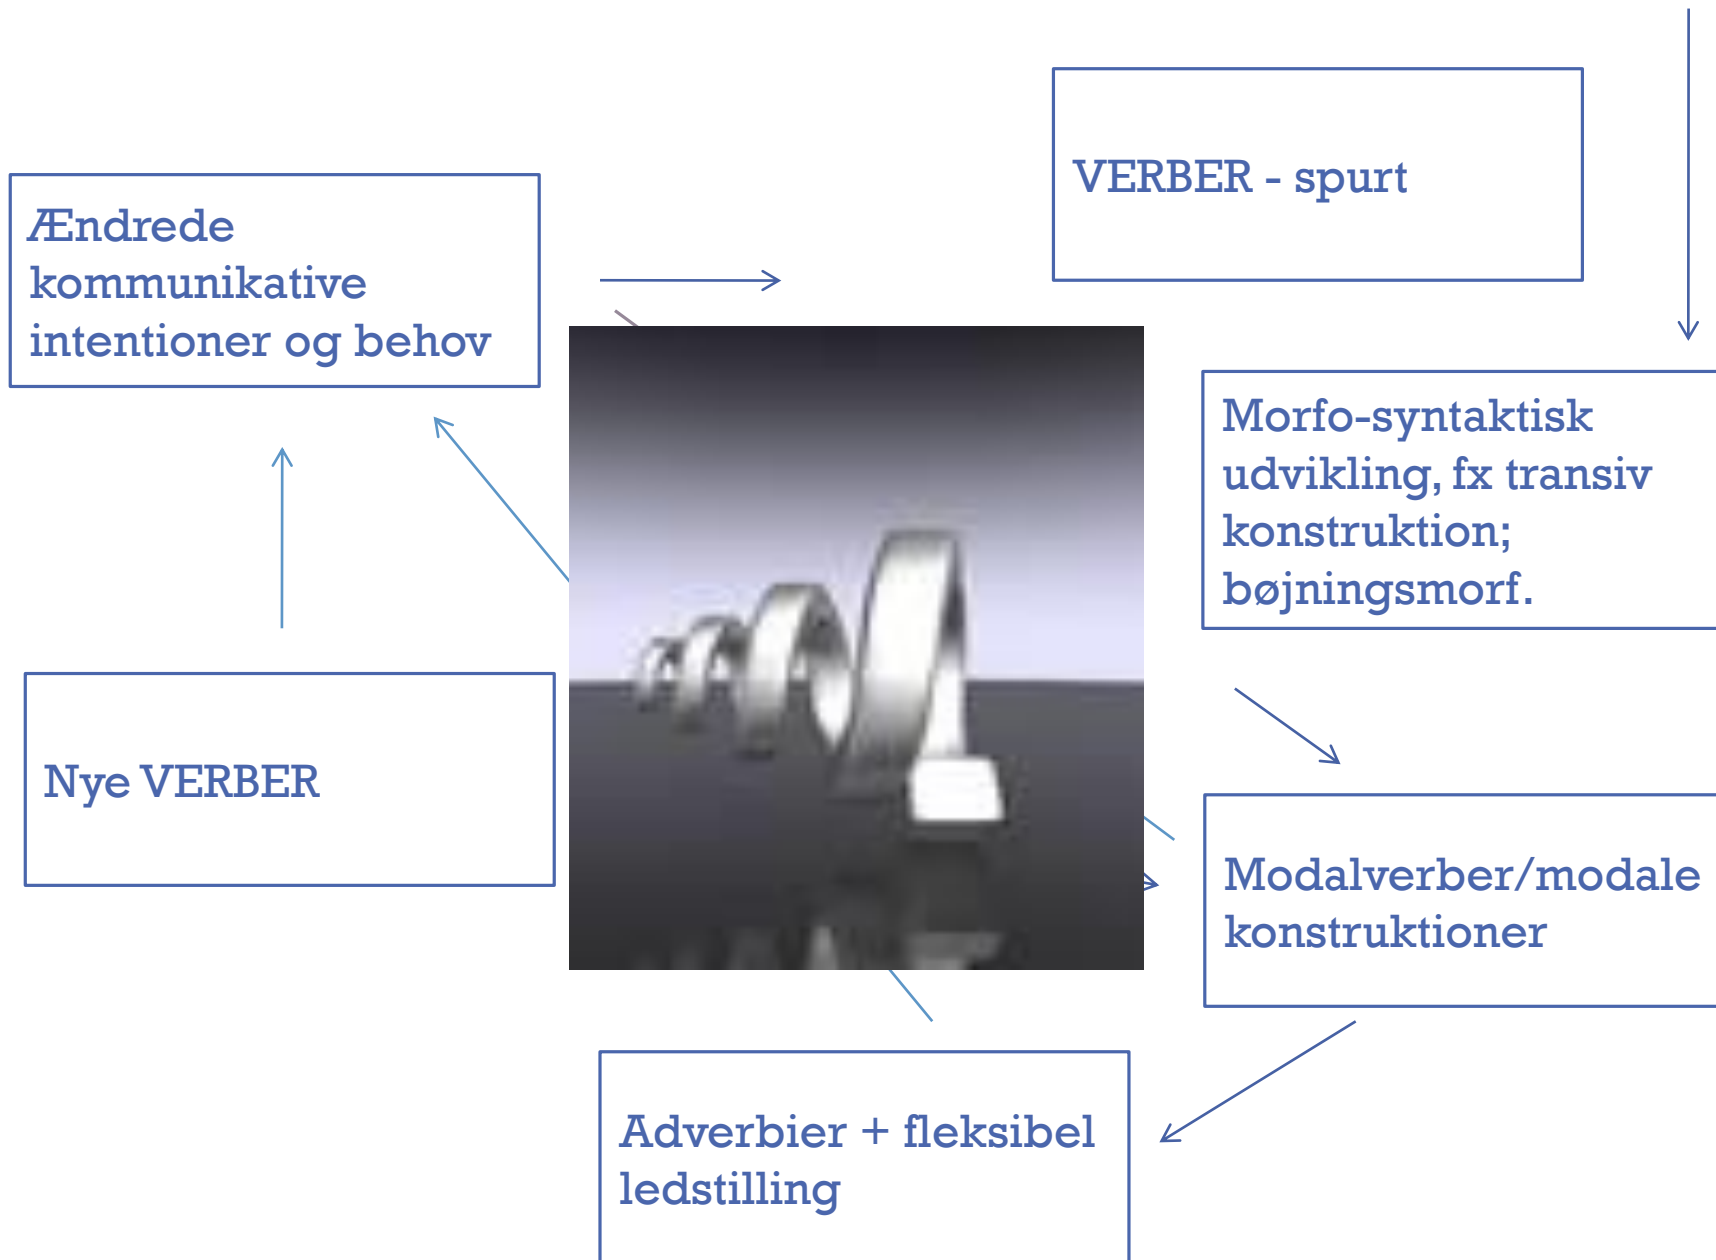 VERBER - spurt
Ændrede
kommunikative
intentioner og behov
Morfo-syntaktisk
udvikling, fx transiv
konstruktion;
bøjningsmorf.
Nye VERBER
Modalverber/modale
konstruktioner
Adverbier + fleksibel
ledstilling